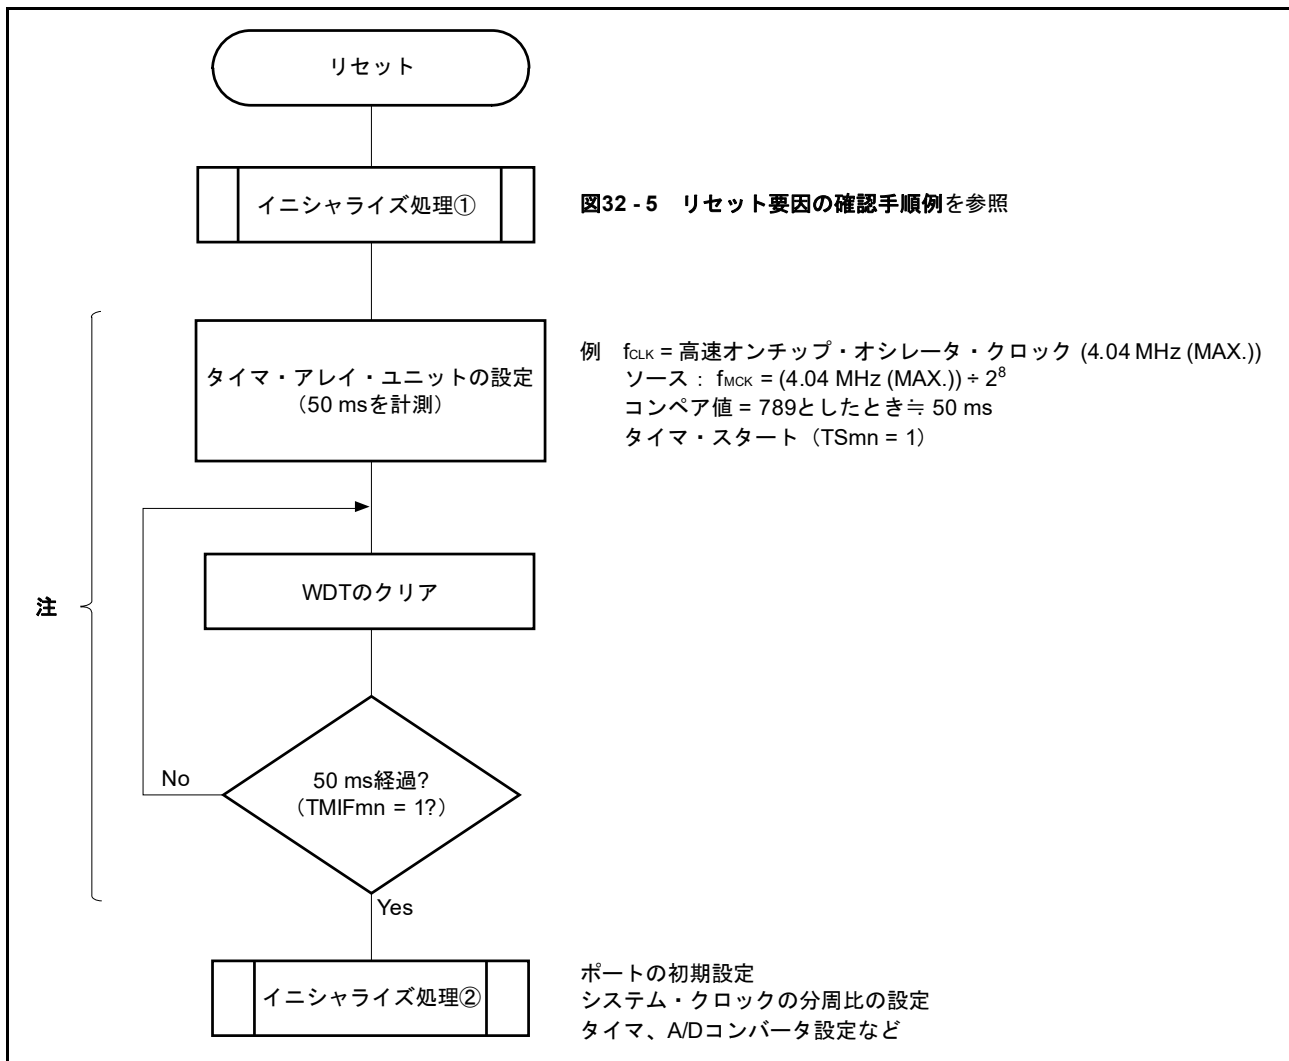 リセット
イニシャライズ処理①
図32 - 5 リセット要因の確認手順例を参照
タイマ・アレイ・ユニットの設定
(50 msを計測)
例 fCLK = 高速オンチップ・オシレータ・クロック (4.04 MHz (MAX.))
ソース : fMCK = (4.04 MHz (MAX.)) ÷ 2⁸
コンペア値 = 789としたとき≒ 50 ms
タイマ・スタート（TSmn = 1）
注
WDTのクリア
50 ms経過?
（TMIFmn = 1?）
No
Yes
イニシャライズ処理②
ポートの初期設定
システム・クロックの分周比の設定
タイマ、A/Dコンバータ設定など